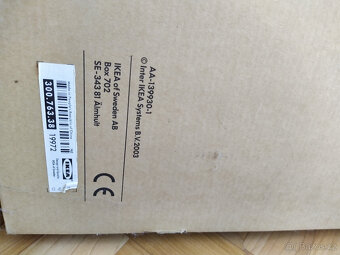 AA-139930-1
© Inter IKEA Systems B.V. 2003
IKEA of Sweden AB
Box 702
SE-343 81 Älmhult
CE
300.763.38
19972
IKEA